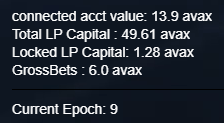 connected acct value: 13.9 avax
Total LP Capital : 49.61 avax
Locked LP Capital: 1.28 avax
GrossBets : 6.0 avax
Current Epoch: 9